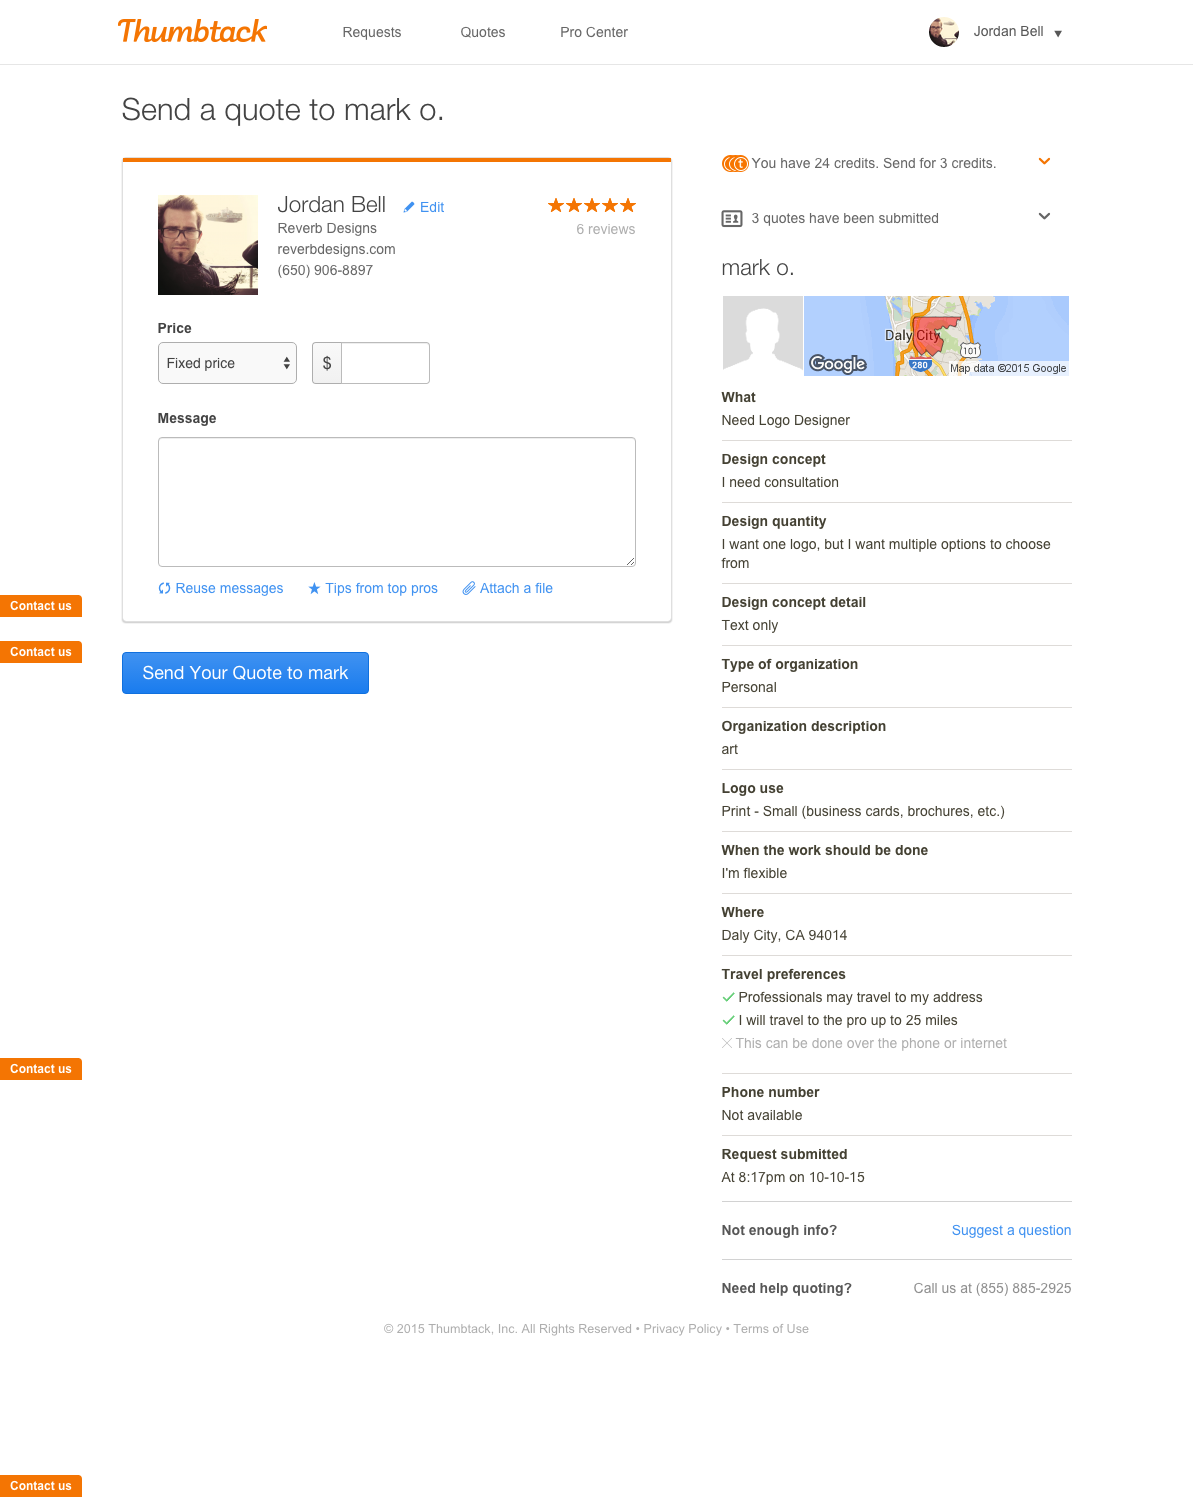 Thumbtack
Requests
Quotes
Pro Center
Jordan Bell
Send a quote to mark o.
Jordan Bell
Edit
Reverb Designs
reverbdesigns.com
(650) 906-8897
6 reviews
Price
Fixed price
$
Message
Reuse messages
Tips from top pros
Attach a file
Send Your Quote to mark
Contact us
Contact us
Contact us
Contact us
You have 24 credits. Send for 3 credits.
3 quotes have been submitted
mark o.
Daly City
101
280
Google
Map data ©2015 Google
What
Need Logo Designer
Design concept
I need consultation
Design quantity
I want one logo, but I want multiple options to choose
from
Design concept detail
Text only
Type of organization
Personal
Organization description
art
Logo use
Print - Small (business cards, brochures, etc.)
When the work should be done
I'm flexible
Where
Daly City, CA 94014
Travel preferences
Professionals may travel to my address
I will travel to the pro up to 25 miles
This can be done over the phone or internet
Phone number
Not available
Request submitted
At 8:17pm on 10-10-15
Not enough info?
Suggest a question
Need help quoting?
Call us at (855) 885-2925
© 2015 Thumbtack, Inc. All Rights Reserved • Privacy Policy • Terms of Use